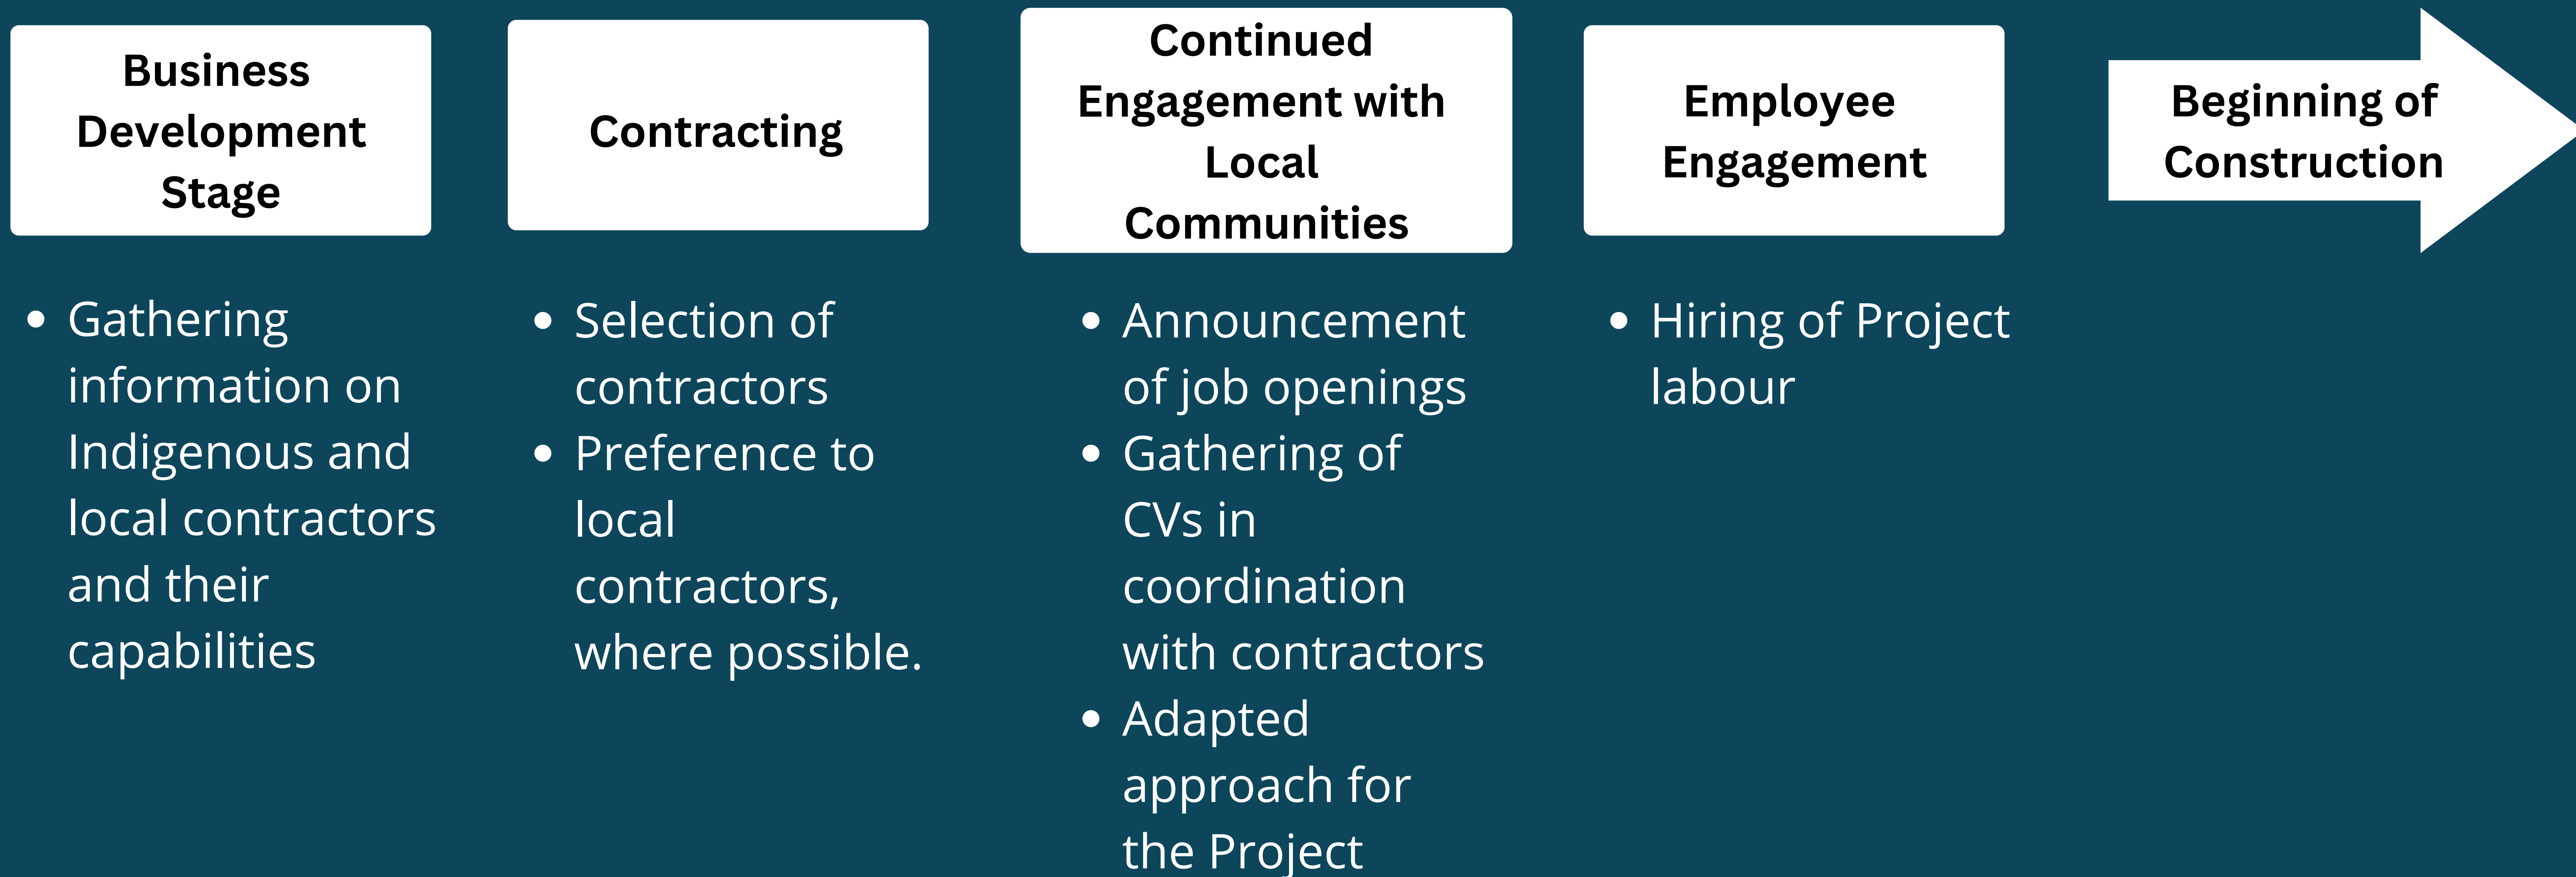 Business
Development
Stage
Contracting
Continued
Engagement with
Local
Communities
Employee
Engagement
Beginning of
Construction
• Gathering
information on
Indigenous and
local contractors
and their
capabilities
• Selection of
contractors
• Preference to
local
contractors,
where possible.
• Announcement
of job openings
• Gathering of
CVs in
coordination
with contractors
• Adapted
approach for
the Project
• Hiring of Project
labour